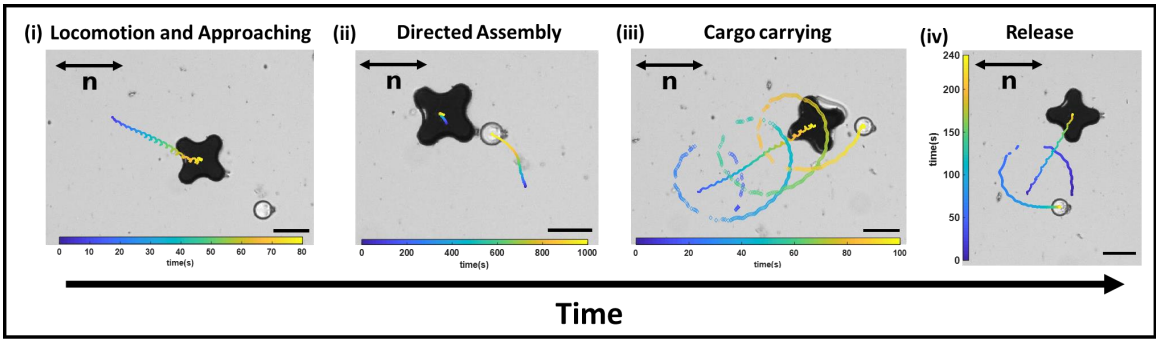 (i) Locomotion and Approaching
n
0 10 20 30 40 50 60 70 80
time(s)
(ii) Directed Assembly
n
0 200 400 600 800 1000
time(s)
(iii) Cargo carrying
n
0 20 40 60 80 100
time(s)
(iv) Release
n
240
200
150
100
50
0
time(s)
Time